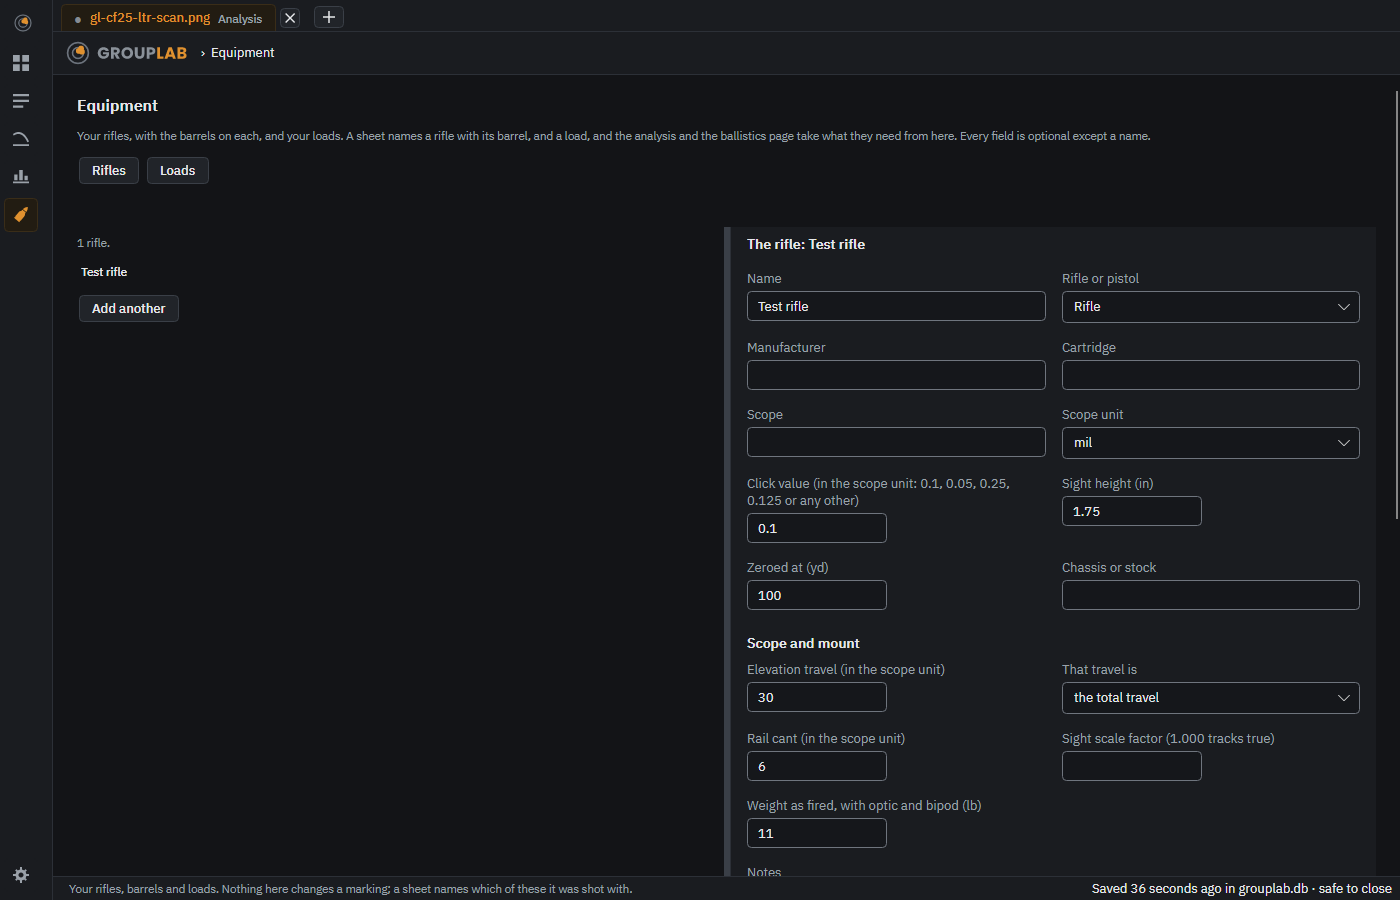 gl-cf25-ltr-scan.png Analysis
GROUPLAB › Equipment
Equipment
Your rifles, with the barrels on each, and your loads. A sheet names a rifle with its barrel, and a load, and the analysis and the ballistics page take what they need from here. Every field is optional except a name.
Rifles Loads
1 rifle.
Test rifle
Add another
The rifle: Test rifle
Name
Test rifle
Rifle or pistol
Rifle
Manufacturer
Cartridge
Scope
Scope unit
mil
Click value (in the scope unit: 0.1, 0.05, 0.25,
0.125 or any other)
0.1
Sight height (in)
1.75
Zeroed at (yd)
100
Chassis or stock
Scope and mount
Elevation travel (in the scope unit)
30
That travel is
the total travel
Rail cant (in the scope unit)
6
Sight scale factor (1.000 tracks true)
Weight as fired, with optic and bipod (lb)
11
Notes
Your rifles, barrels and loads. Nothing here changes a marking; a sheet names which of these it was shot with.
Saved 36 seconds ago in grouplab.db · safe to close